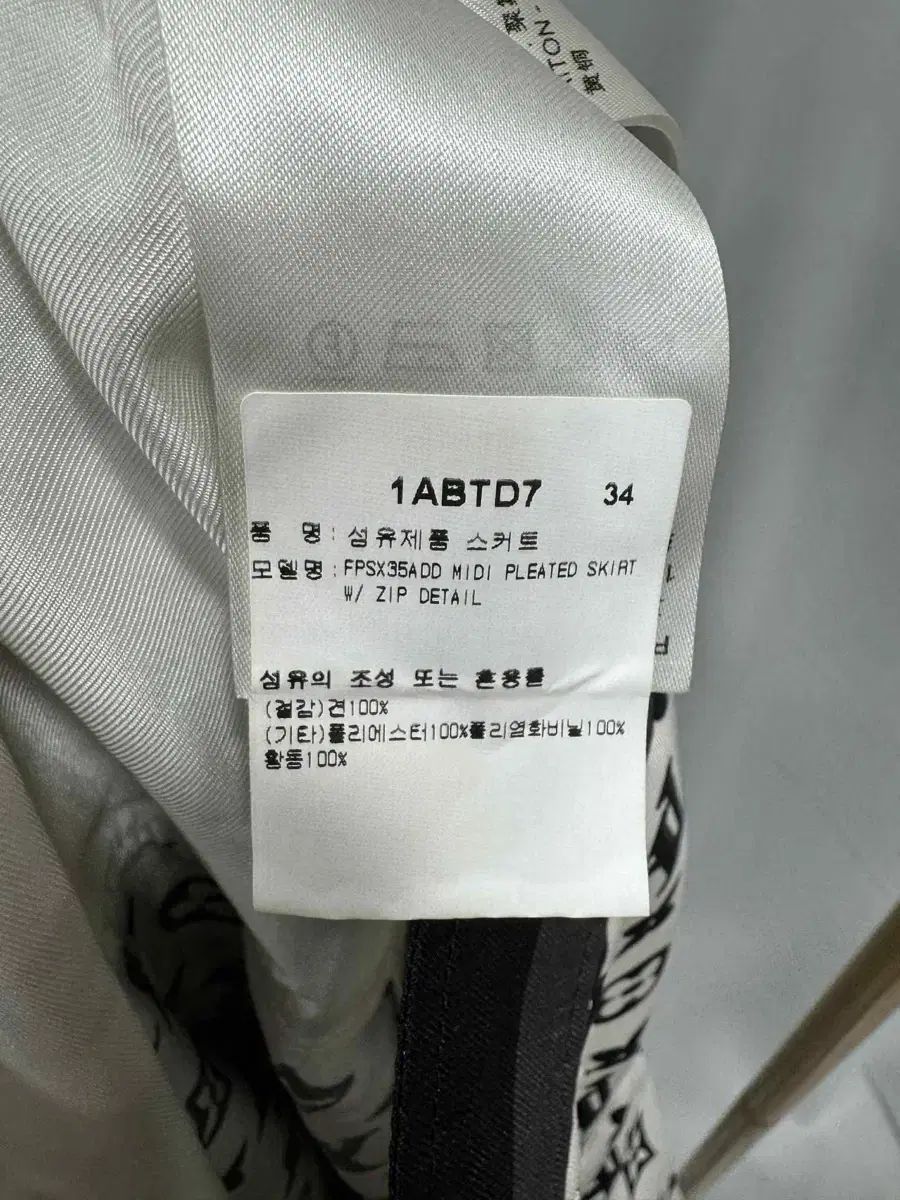 ITON-
1ABTD7 34
품 명 : 섬유제품 스커트
모델명 : FPSX35ADD MIDI PLEATED SKIRT
W/ ZIP DETAIL
섬유의 조성 또는 혼용률
(겉감)견100%
(기타)폴리에스터100%폴리염화비닐100%
황동100%